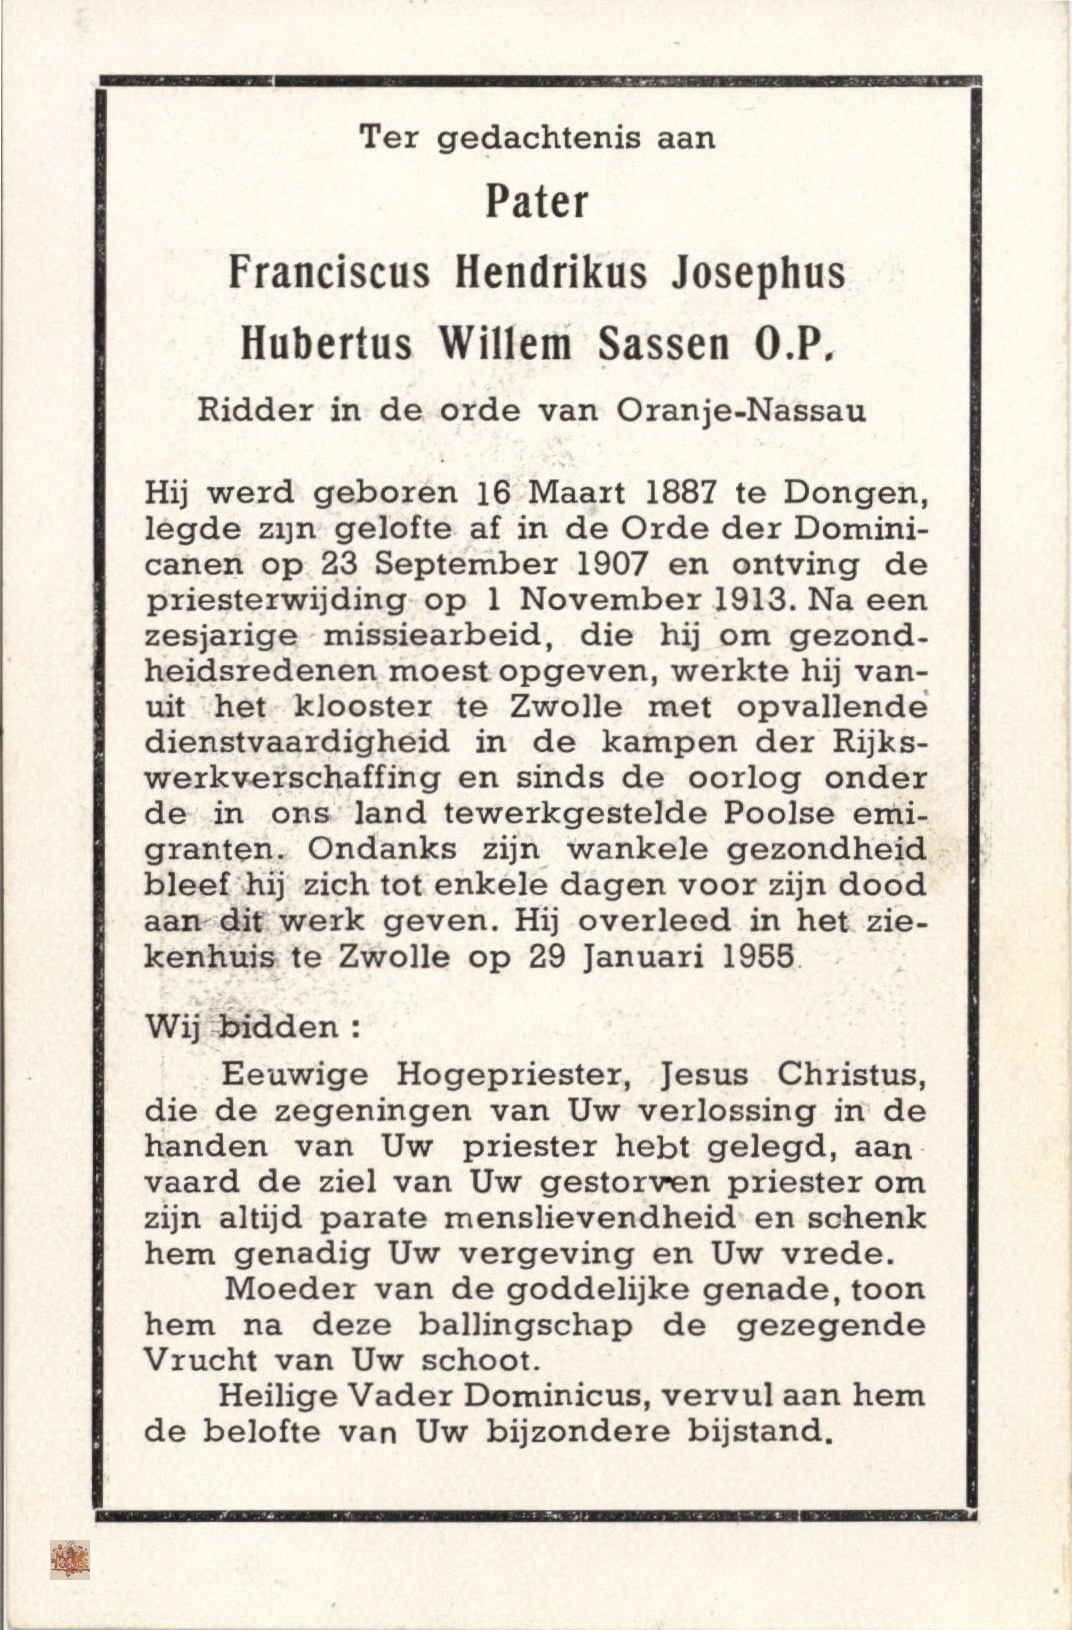 Ter gedachtenis aan
Pater
Franciscus Hendrikus Josephus
Hubertus Willem Sassen O.P.
Ridder in de orde van Oranje-Nassau
Hij werd geboren 16 Maart 1887 te Dongen,
legde zijn gelofte af in de Orde der Domini-
canen op 23 September 1907 en ontving de
priesterwijding op 1 November 1913. Na een
zesjarige missiearbeid, die hij om gezond-
heidsredenen moest opgeven, werkte hij van-
uit het klooster te Zwolle met opvallende
dienstvaardigheid in de kampen der Rijks-
werkverschaffing en sinds de oorlog onder
de in ons land tewerkgestelde Poolse emi-
granten. Ondanks zijn wankele gezondheid
bleef hij zich tot enkele dagen voor zijn dood
aan dit werk geven. Hij overleed in het zie-
kenhuis te Zwolle op 29 Januari 1955.
Wij bidden :
Eeuwige Hogepriester, Jesus Christus,
die de zegeningen van Uw verlossing in de
handen van Uw priester hebt gelegd, aan
vaard de ziel van Uw gestorven priester om
zijn altijd parate menslievendheid en schenk
hem genadig Uw vergeving en Uw vrede.
Moeder van de goddelijke genade, toon
hem na deze ballingschap de gezegende
Vrucht van Uw schoot.
Heilige Vader Dominicus, vervul aan hem
de belofte van Uw bijzondere bijstand.